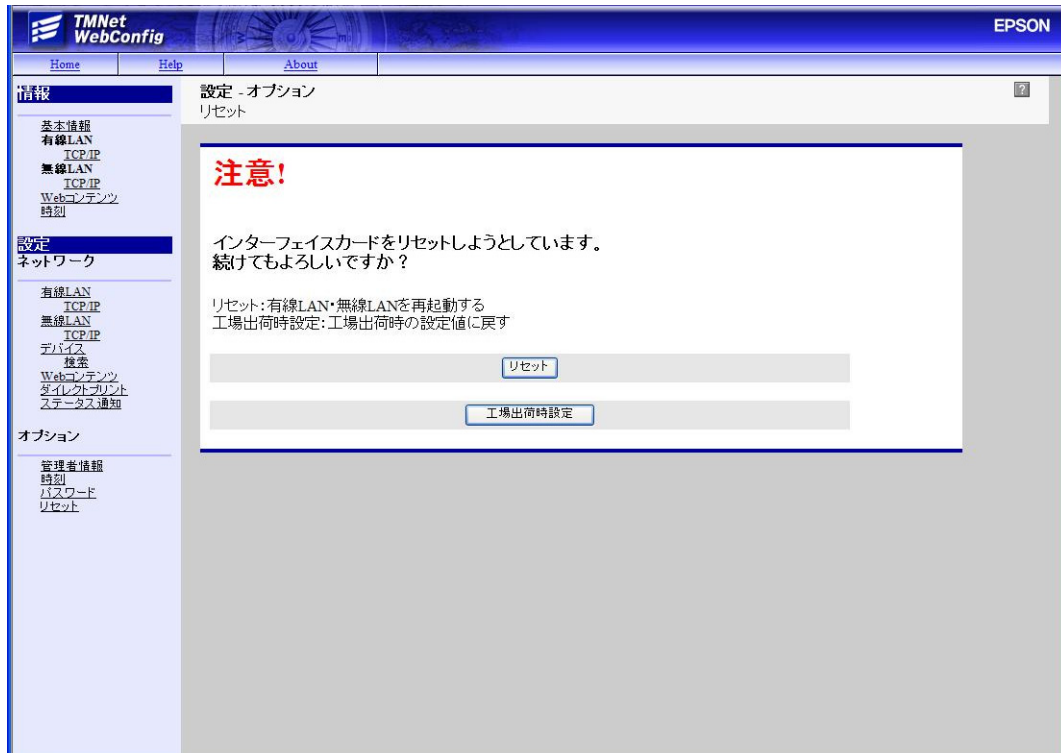 TMNet
WebConfig
EPSON
Home
Help
About
情報
基本情報
有線LAN
TCP/IP
無線LAN
TCP/IP
Webコンテンツ
時刻
設定
ネットワーク
有線LAN
TCP/IP
無線LAN
TCP/IP
デバイス
検索
Webコンテンツ
ダイレクトプリント
ステータス通知
オプション
管理者情報
時刻
パスワード
リセット
設定 - オプション
リセット
?
注意!
インターフェイスカードをリセットしようとしています。
続けてもよろしいですか？
リセット:有線LAN・無線LANを再起動する
工場出荷時設定:工場出荷時の設定値に戻す
リセット
工場出荷時設定